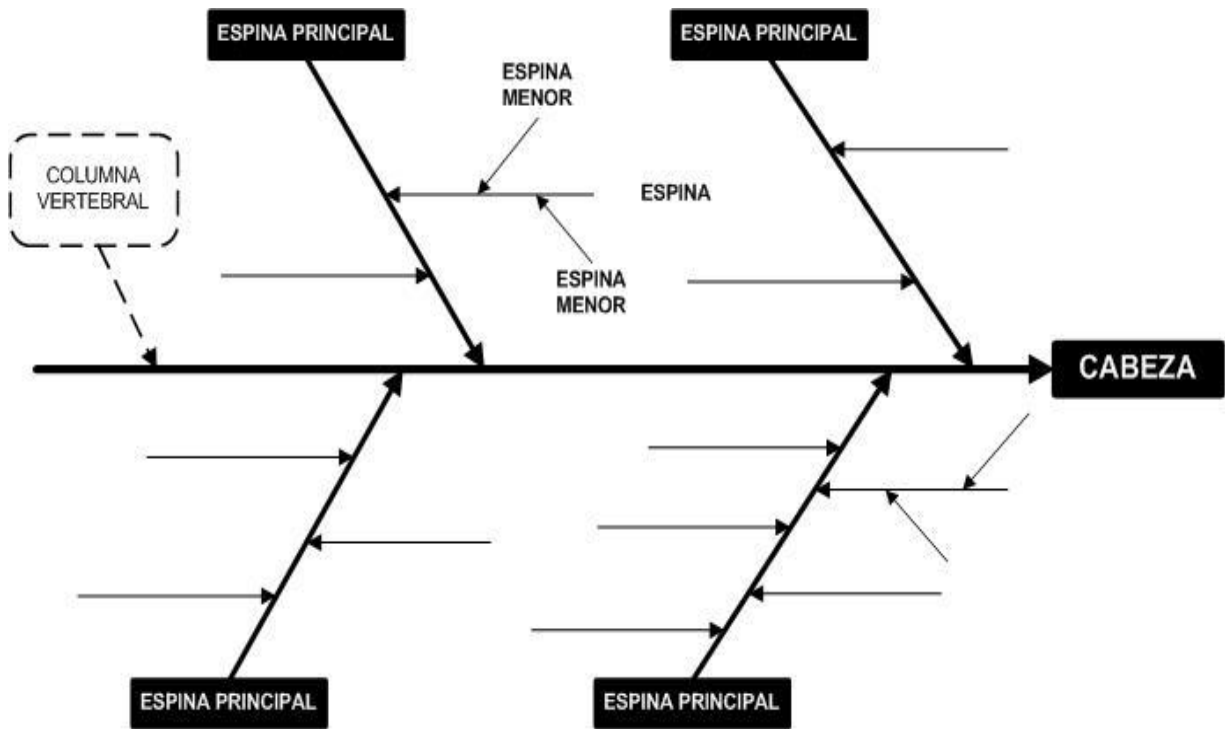 ESPINA PRINCIPAL
ESPINA PRINCIPAL
ESPINA
MENOR
COLUMNA
VERTEBRAL
ESPINA
ESPINA
MENOR
CABEZA
ESPINA PRINCIPAL
ESPINA PRINCIPAL